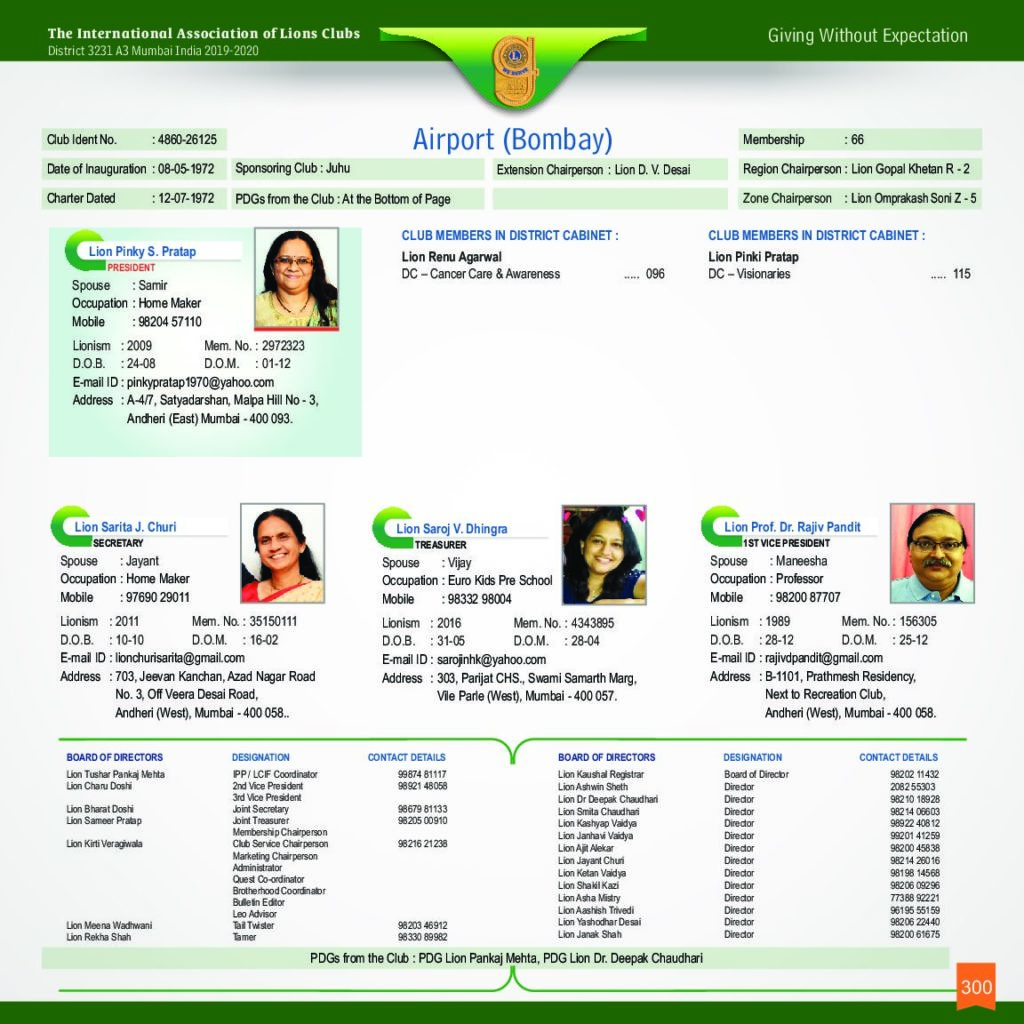 The International Association of Lions Clubs
District 3231 A3 Mumbai India 2019-2020
Giving Without Expectation
WE SERVE
Airport (Bombay)
Club Ident No. : 4860-26125
Membership : 66
Date of Inauguration : 08-05-1972
Sponsoring Club : Juhu
Extension Chairperson : Lion D. V. Desai
Region Chairperson : Lion Gopal Khetan R - 2
Charter Dated : 12-07-1972
PDGs from the Club : At the Bottom of Page
Zone Chairperson : Lion Omprakash Soni Z - 5
Lion Pinky S. Pratap
PRESIDENT
Spouse : Samir
Occupation : Home Maker
Mobile : 98204 57110
Lionism : 2009 Mem. No. : 2972323
D.O.B. : 24-08 D.O.M. : 01-12
E-mail ID : pinkypratap1970@yahoo.com
Address : A-4/7, Satyadarshan, Malpa Hill No - 3,
Andheri (East) Mumbai - 400 093.
CLUB MEMBERS IN DISTRICT CABINET :
Lion Renu Agarwal
DC – Cancer Care & Awareness ..... 096
CLUB MEMBERS IN DISTRICT CABINET :
Lion Pinki Pratap
DC – Visionaries ..... 115
Lion Sarita J. Churi
SECRETARY
Spouse : Jayant
Occupation : Home Maker
Mobile : 97690 29011
Lionism : 2011 Mem. No. : 35150111
D.O.B. : 10-10 D.O.M. : 16-02
E-mail ID : lionchurisarita@gmail.com
Address : 703, Jeevan Kanchan, Azad Nagar Road
No. 3, Off Veera Desai Road,
Andheri (West), Mumbai - 400 058..
Lion Saroj V. Dhingra
TREASURER
Spouse : Vijay
Occupation : Euro Kids Pre School
Mobile : 98332 98004
Lionism : 2016 Mem. No. : 4343895
D.O.B. : 31-05 D.O.M. : 28-04
E-mail ID : sarojinhk@yahoo.com
Address : 303, Parijat CHS., Swami Samarth Marg,
Vile Parle (West), Mumbai - 400 057.
Lion Prof. Dr. Rajiv Pandit
1ST VICE PRESIDENT
Spouse : Maneesha
Occupation : Professor
Mobile : 98200 87707
Lionism : 1989 Mem. No. : 156305
D.O.B. : 28-12 D.O.M. : 25-12
E-mail ID : rajivdpandit@gmail.com
Address : B-1101, Prathmesh Residency,
Next to Recreation Club,
Andheri (West), Mumbai - 400 058.
BOARD OF DIRECTORS DESIGNATION CONTACT DETAILS
Lion Tushar Pankaj Mehta IPP / LCIF Coordinator 99874 81117
Lion Charu Doshi 2nd Vice President 98921 48058
3rd Vice President
Lion Bharat Doshi Joint Secretary 98679 81133
Lion Sameer Pratap Joint Treasurer 98205 00910
Membership Chairperson
Lion Kirti Veragiwala Club Service Chairperson 98216 21238
Marketing Chairperson
Administrator
Quest Co-ordinator
Brotherhood Coordinator
Bulletin Editor
Leo Advisor
Lion Meena Wadhwani Tail Twister 98203 46912
Lion Rekha Shah Tamer 98330 89982
BOARD OF DIRECTORS DESIGNATION CONTACT DETAILS
Lion Kaushal Registrar Board of Director 98202 11432
Lion Ashwin Sheth Director 2082 55303
Lion Dr Deepak Chaudhari Director 98210 18928
Lion Smita Chaudhari Director 98214 06603
Lion Kashyap Vaidya Director 98922 40812
Lion Janhavi Vaidya Director 99201 41259
Lion Ajit Alekar Director 98200 45838
Lion Jayant Churi Director 98214 26016
Lion Ketan Vaidya Director 98198 14568
Lion Shakil Kazi Director 98206 09296
Lion Asha Mistry Director 77388 92221
Lion Aashish Trivedi Director 96195 55159
Lion Yashodhar Desai Director 98206 22440
Lion Janak Shah Director 98200 61675
PDGs from the Club : PDG Lion Pankaj Mehta, PDG Lion Dr. Deepak Chaudhari
300